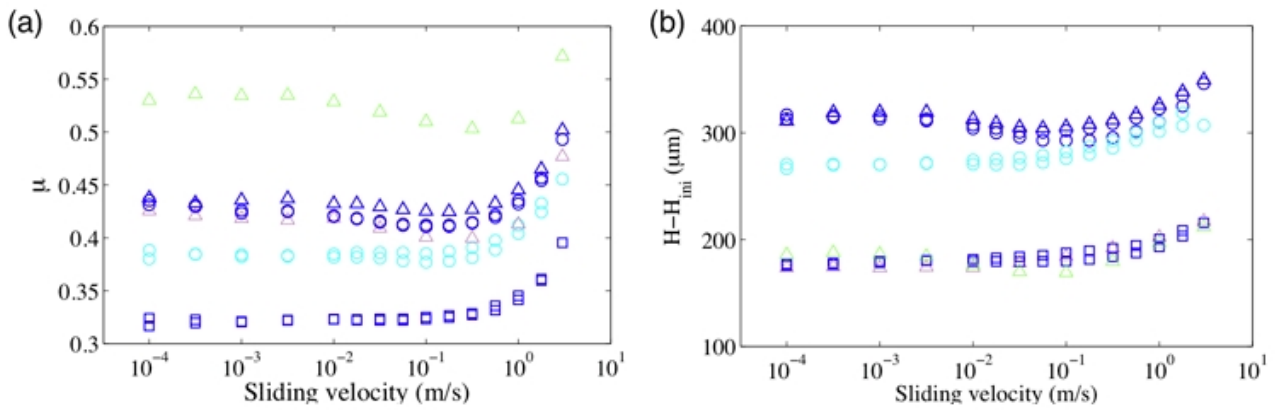 (a)
0.6
0.55
0.5
0.45
0.4
0.35
0.3
μ
10⁻⁴ 10⁻³ 10⁻² 10⁻¹ 10⁰ 10¹
Sliding velocity (m/s)
(b)
400
300
200
100
H−H_ini (μm)
10⁻⁴ 10⁻³ 10⁻² 10⁻¹ 10⁰ 10¹
Sliding velocity (m/s)